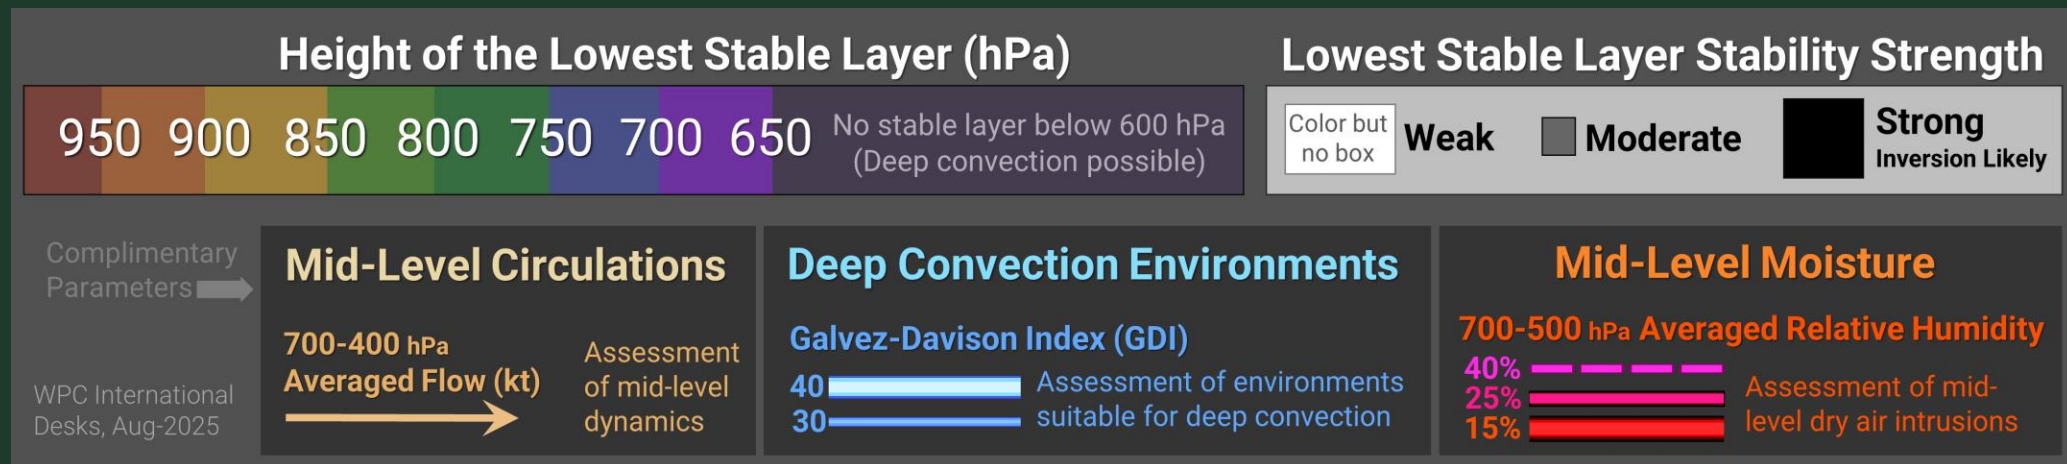 Height of the Lowest Stable Layer (hPa)
950 900 850 800 750 700 650
No stable layer below 600 hPa
(Deep convection possible)
Lowest Stable Layer Stability Strength
Color but
no box
Weak
Moderate
Strong
Inversion Likely
Complimentary
Parameters
WPC International
Desks, Aug-2025
Mid-Level Circulations
700-400 hPa
Averaged Flow (kt)
Assessment
of mid-level
dynamics
Deep Convection Environments
Galvez-Davison Index (GDI)
40
30
Assessment of environments
suitable for deep convection
Mid-Level Moisture
700-500 hPa Averaged Relative Humidity
40%
25%
15%
Assessment of mid-
level dry air intrusions